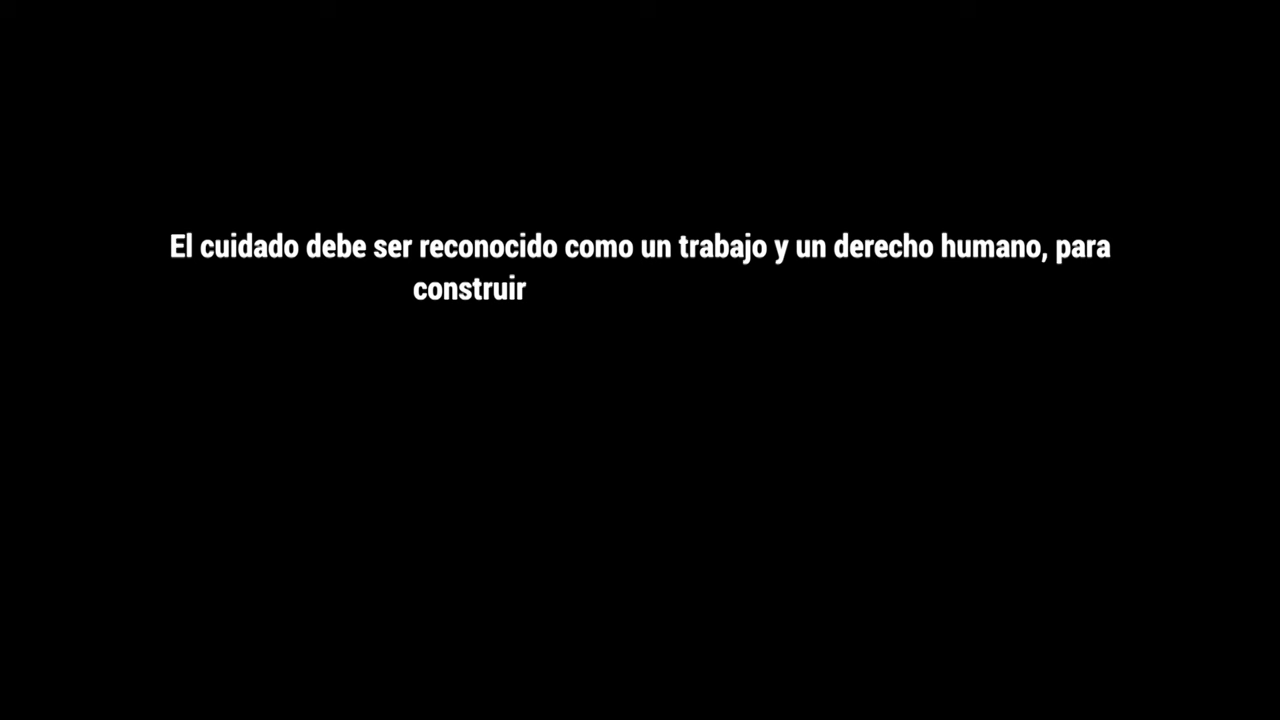 El cuidado debe ser reconocido como un trabajo y un derecho humano, para
construir